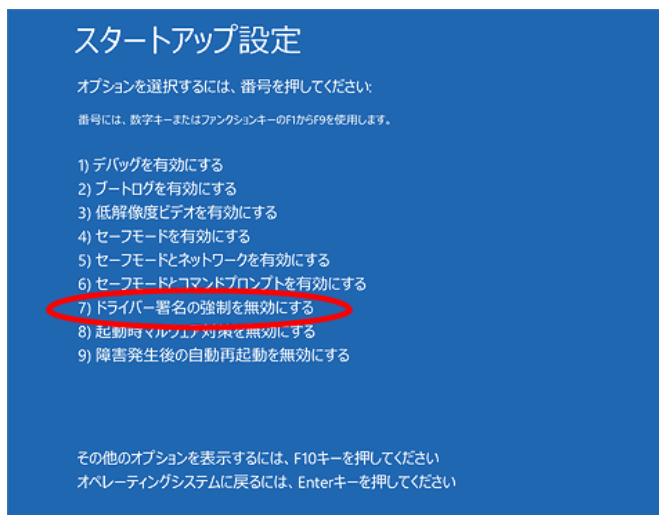 スタートアップ設定
オプションを選択するには、番号を押してください:
番号には、数字キーまたはファンクションキーのF1からF9を使用します。
1) デバッグを有効にする
2) ブートログを有効にする
3) 低解像度ビデオを有効にする
4) セーフモードを有効にする
5) セーフモードとネットワークを有効にする
6) セーフモードとコマンドプロンプトを有効にする
7) ドライバー署名の強制を無効にする
8) 起動時マルウェア対策を無効にする
9) 障害発生後の自動再起動を無効にする
その他のオプションを表示するには、F10キーを押してください
オペレーティングシステムに戻るには、Enterキーを押してください